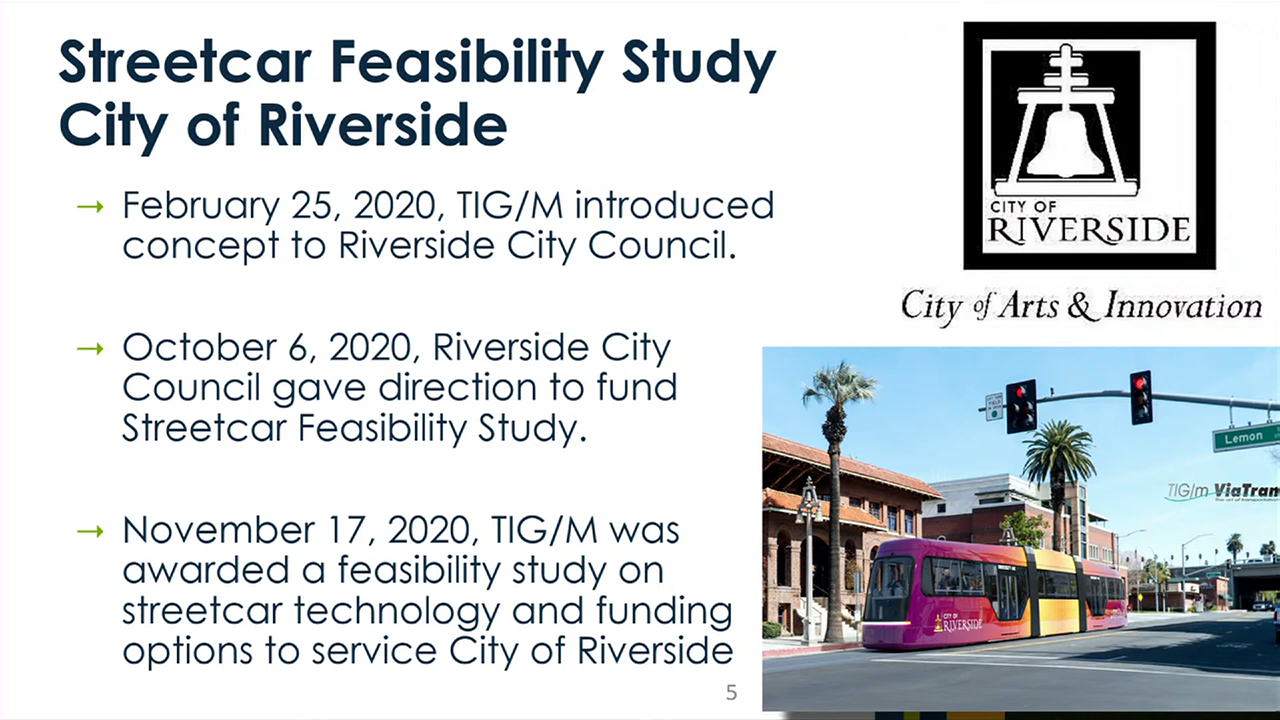 Streetcar Feasibility Study
City of Riverside
→ February 25, 2020, TIG/M introduced
concept to Riverside City Council.
→ October 6, 2020, Riverside City
Council gave direction to fund
Streetcar Feasibility Study.
→ November 17, 2020, TIG/M was
awarded a feasibility study on
streetcar technology and funding
options to service City of Riverside
5
CITY OF
RIVERSIDE
City of Arts & Innovation
Lemon
TIG/m ViaTran
CITY OF
RIVERSIDE